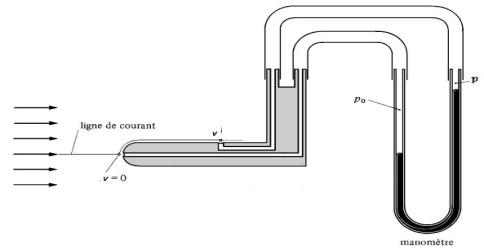 p
p₀
ligne de courant
v
v = 0
manomètre